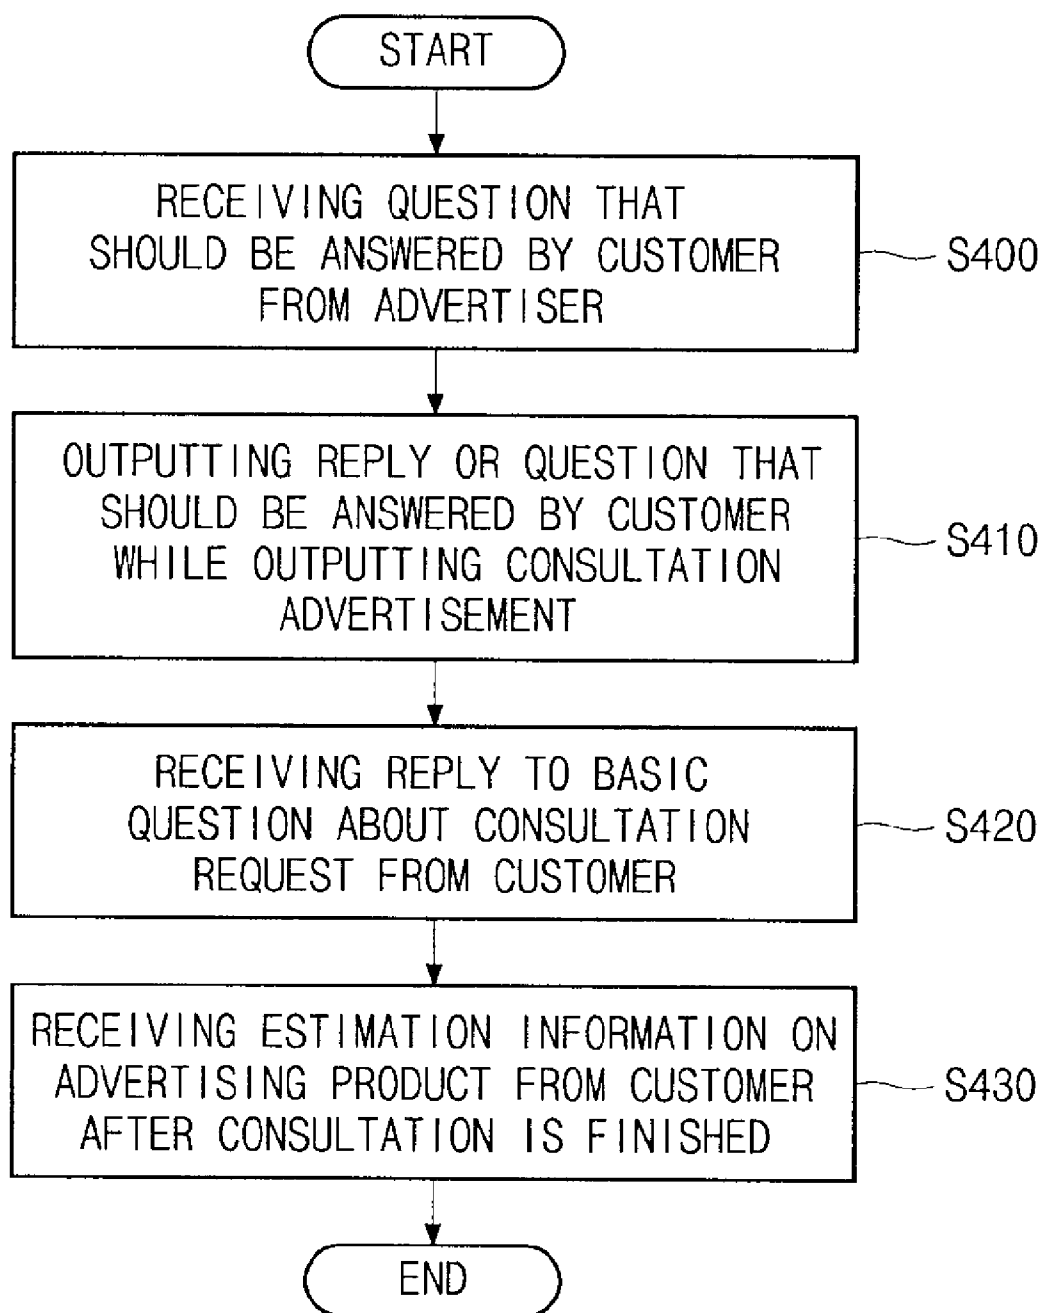 START
RECEIVING QUESTION THAT
SHOULD BE ANSWERED BY CUSTOMER
FROM ADVERTISER
S400
OUTPUTTING REPLY OR QUESTION THAT
SHOULD BE ANSWERED BY CUSTOMER
WHILE OUTPUTTING CONSULTATION
ADVERTISEMENT
S410
RECEIVING REPLY TO BASIC
QUESTION ABOUT CONSULTATION
REQUEST FROM CUSTOMER
S420
RECEIVING ESTIMATION INFORMATION ON
ADVERTISING PRODUCT FROM CUSTOMER
AFTER CONSULTATION IS FINISHED
S430
END